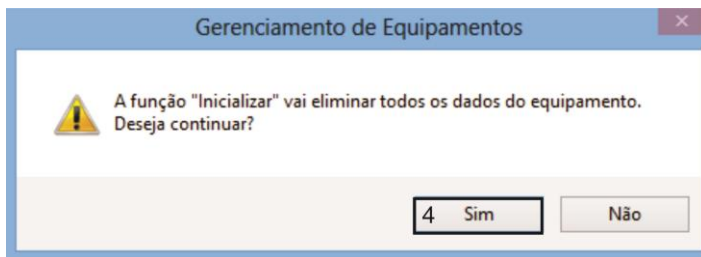 Gerenciamento de Equipamentos
A função "Inicializar" vai eliminar todos os dados do equipamento.
Deseja continuar?
4 Sim Não